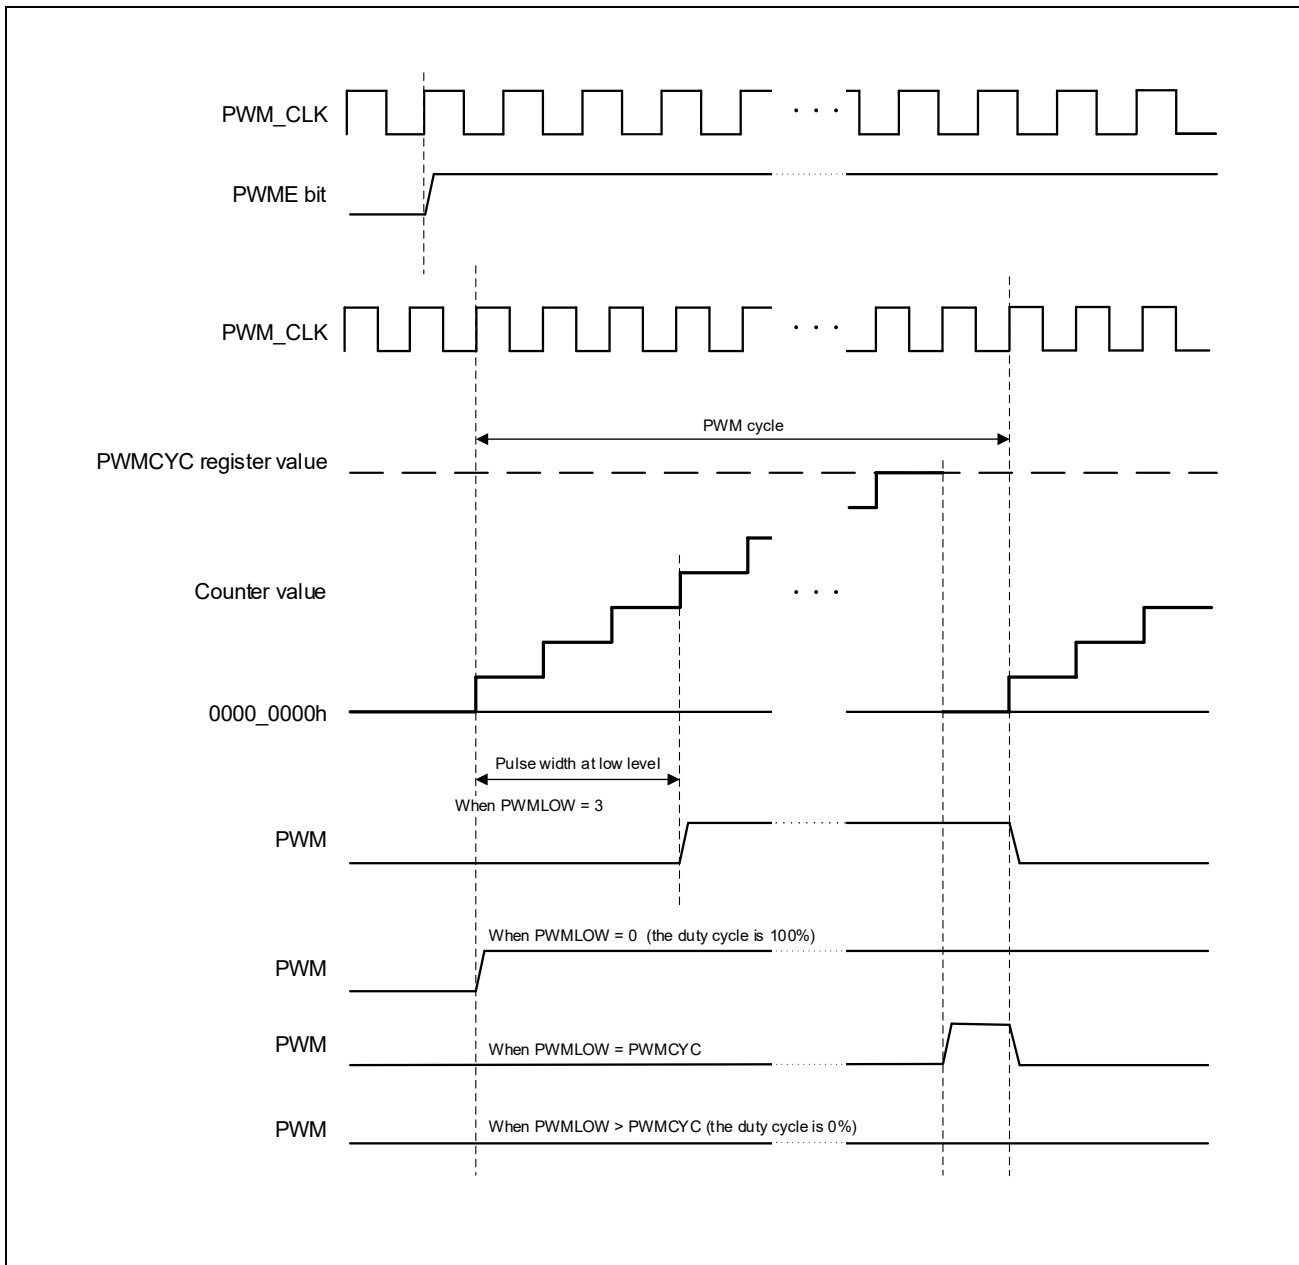 PWM_CLK
. . .
PWME bit
PWM_CLK
. . .
PWM cycle
PWMCYC register value
Counter value
. . .
0000_0000h
Pulse width at low level
When PWMLOW = 3
PWM
When PWMLOW = 0 (the duty cycle is 100%)
PWM
PWM
When PWMLOW = PWMCYC
PWM
When PWMLOW > PWMCYC (the duty cycle is 0%)